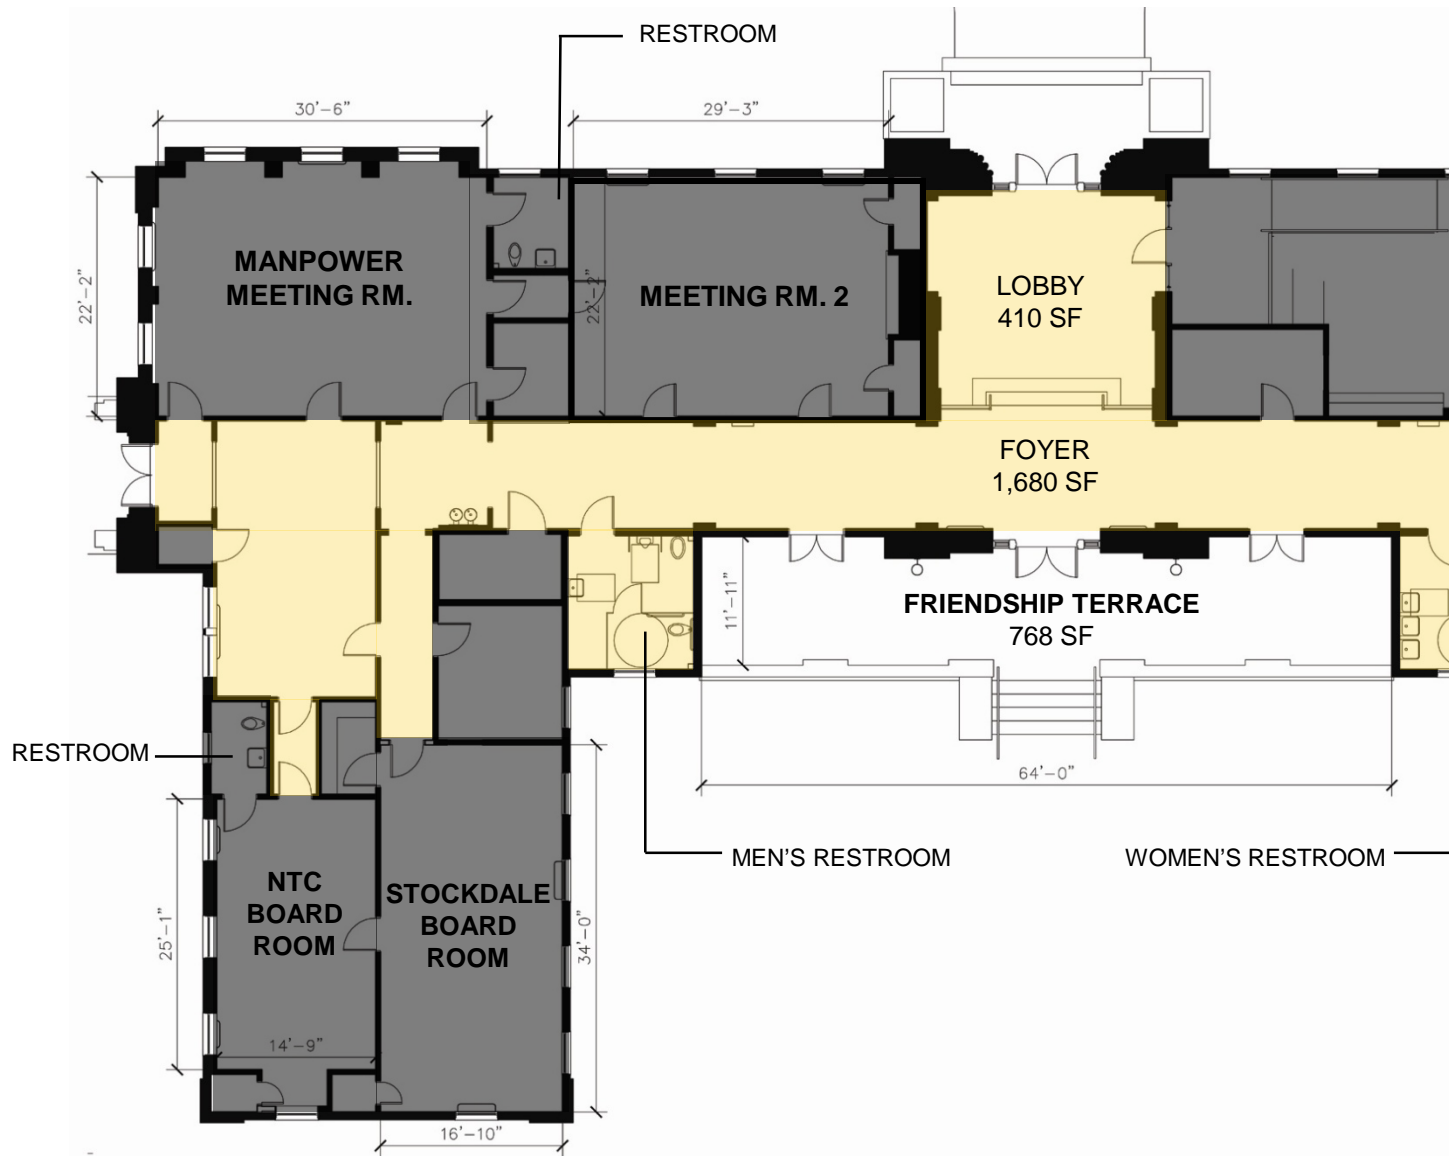 RESTROOM
30'-6"
29'-3"
22'-2"
MANPOWER
MEETING RM.
22'-2"
MEETING RM. 2
LOBBY
410 SF
FOYER
1,680 SF
11'-11"
FRIENDSHIP TERRACE
768 SF
RESTROOM
64'-0"
MEN'S RESTROOM
WOMEN'S RESTROOM
NTC
BOARD
ROOM
STOCKDALE
BOARD
ROOM
25'-1"
34'-0"
14'-9"
16'-10"